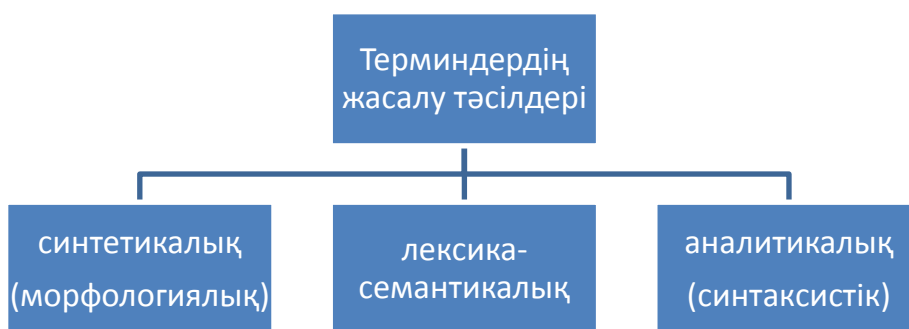 Терминдердің
жасалу тәсілдері
синтетикалық
(морфологиялық)
лексика-
семантикалық
аналитикалық
(синтаксистік)